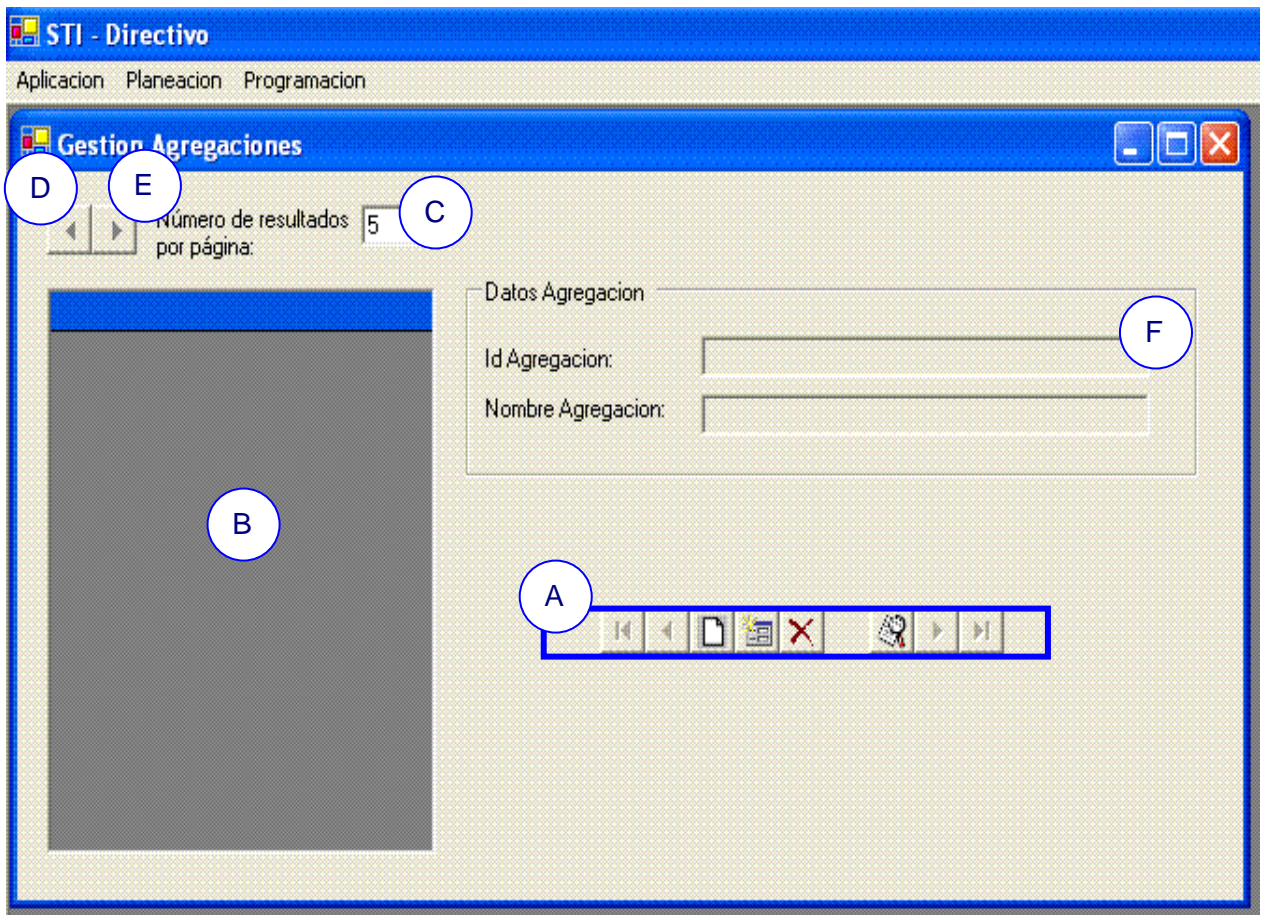 STI - Directivo
Aplicacion Planeacion Programacion
Gestion Agregaciones
D
E
Número de resultados
por página:
5
C
Datos Agregacion
F
Id Agregacion:
Nombre Agregacion:
B
A